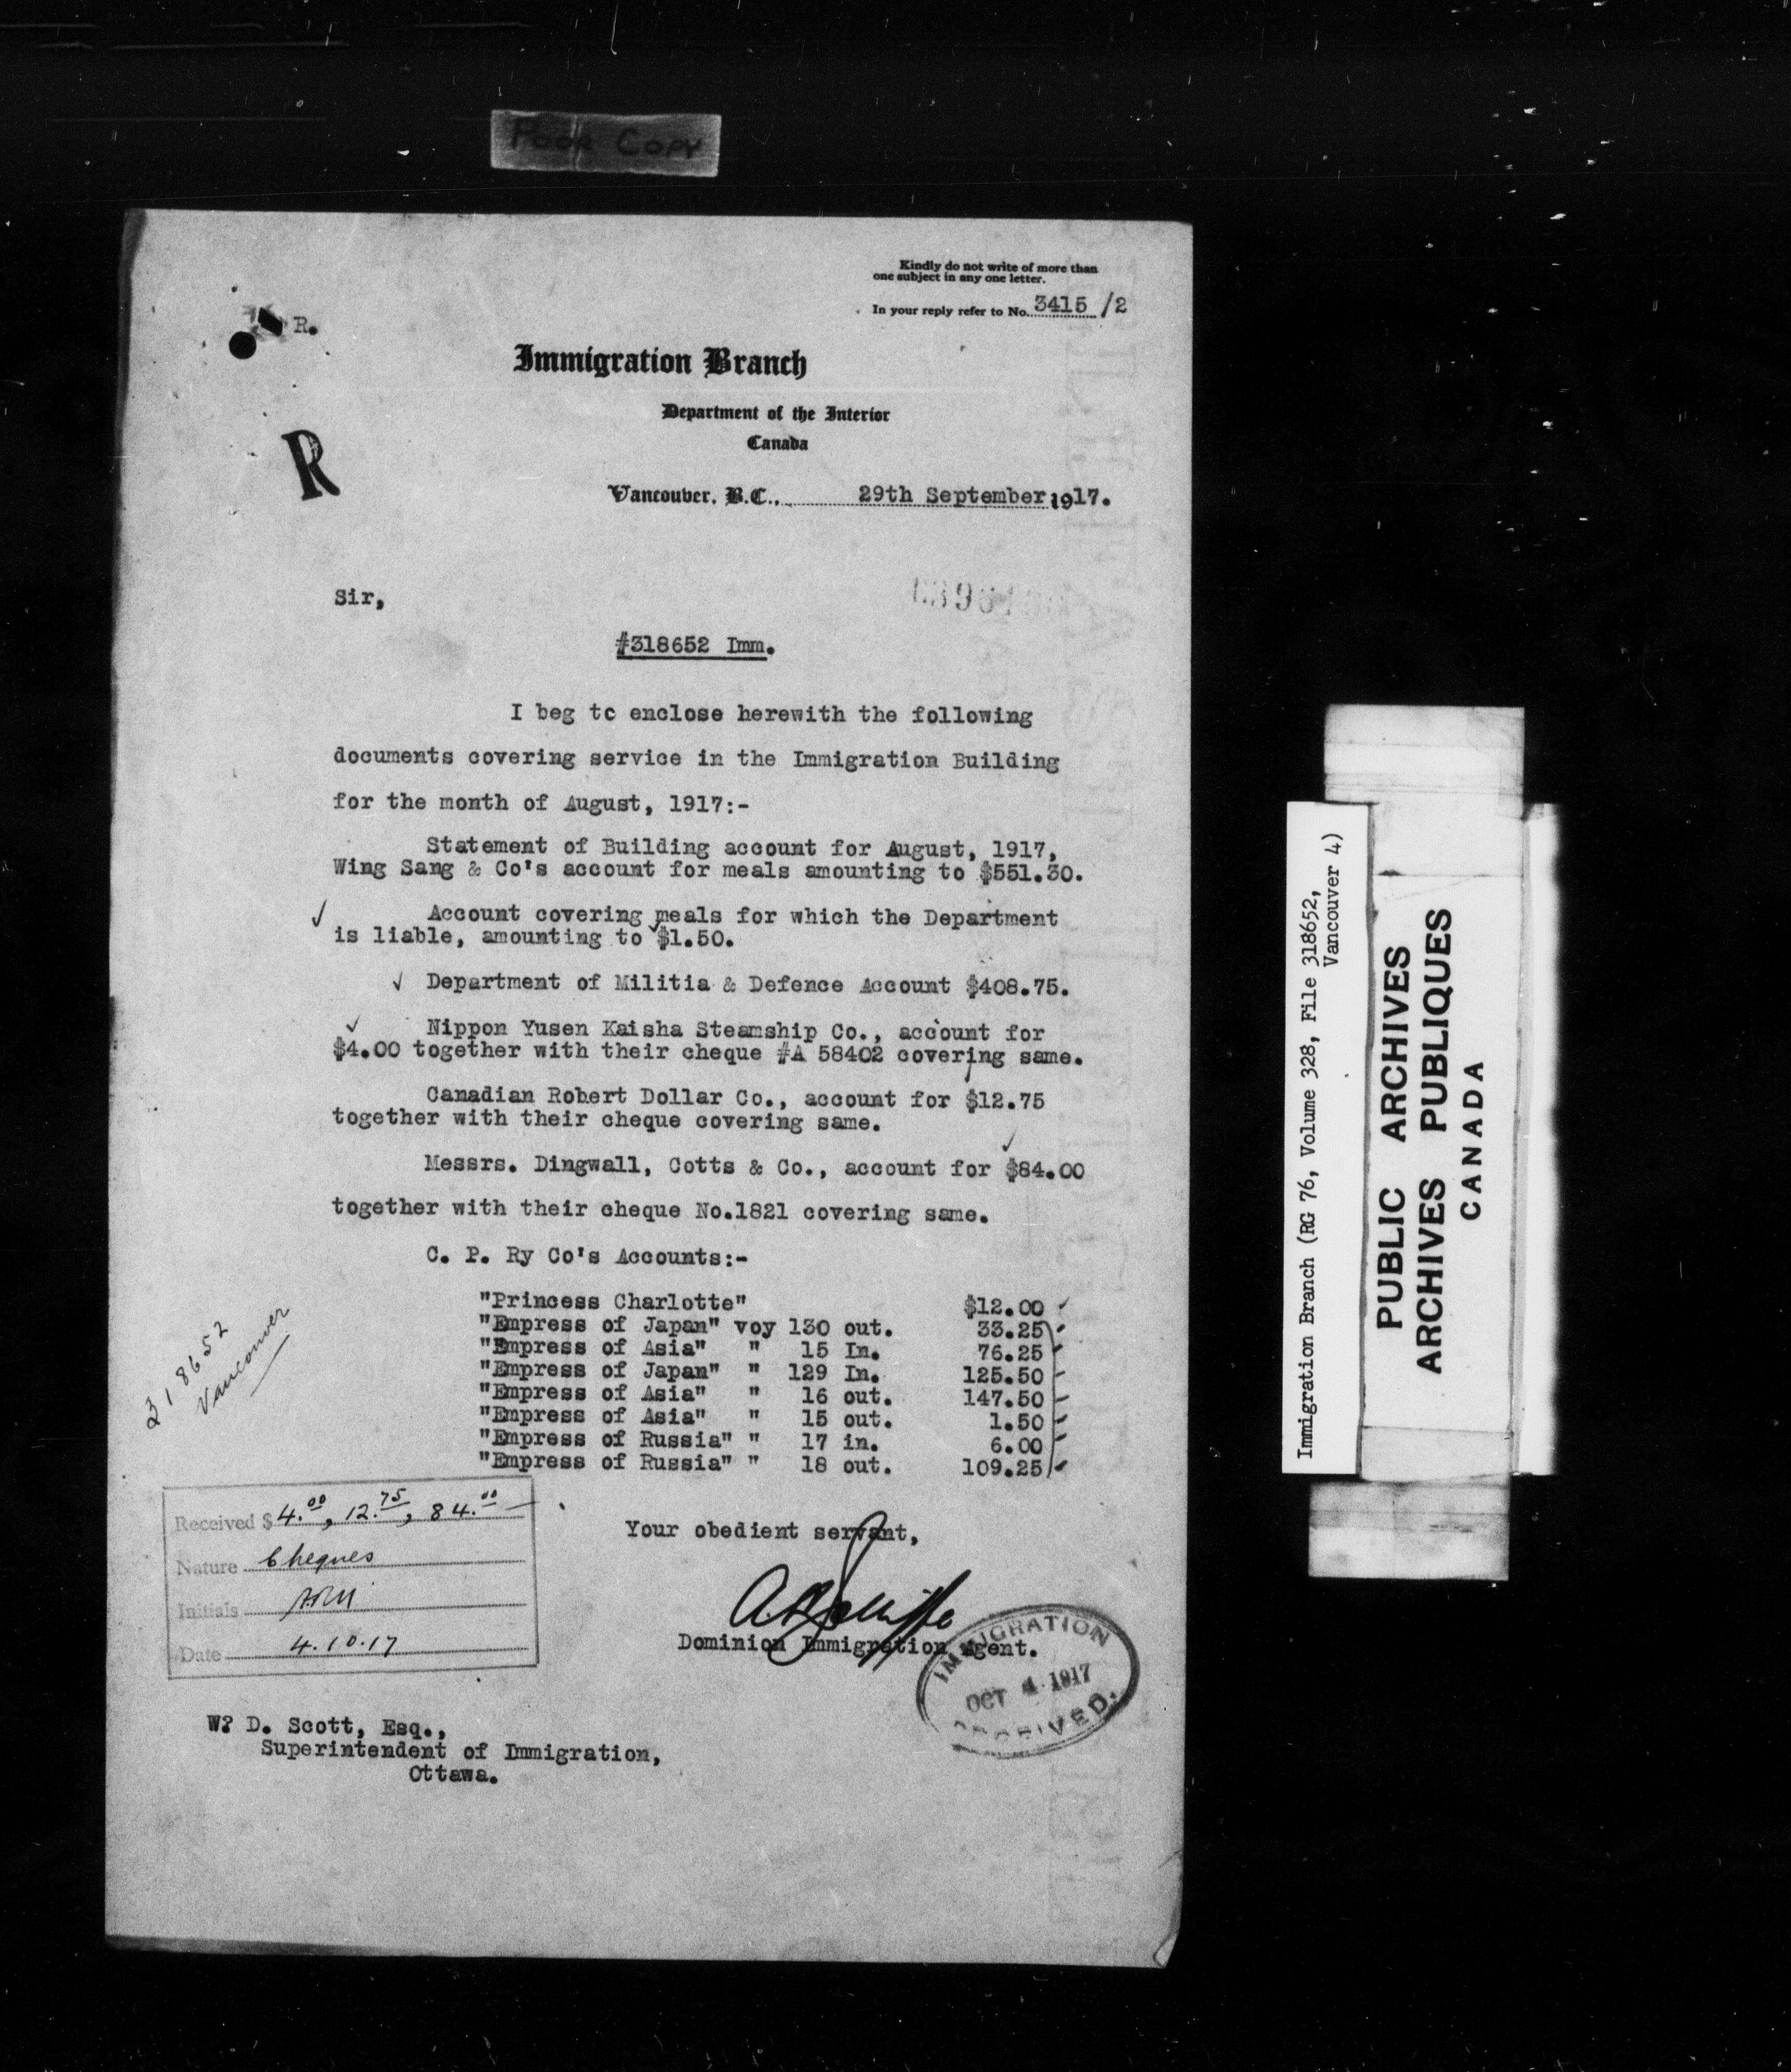 Poor Copy
Kindly do not write of more than
one subject in any one letter.
In your reply refer to No. 3415 /2
R.
Immigration Branch
Department of the Interior
Canada
R
Vancouver, B.C., 29th September, 1917.
Sir,
#318652 Imm.
I beg to enclose herewith the following
documents covering service in the Immigration Building
for the month of August, 1917:-
Statement of Building account for August, 1917,
Wing Sang & Co's account for meals amounting to $551.30.
✓ Account covering meals for which the Department
is liable, amounting to ✓$1.50.
✓ Department of Militia & Defence Account $408.75.
✓ Nippon Yusen Kaisha Steamship Co., account for
$4.00 together with their cheque #A 58402 covering same.
Canadian Robert Dollar Co., account for $12.75
together with their cheque covering same.
Messrs. Dingwall, Cotts & Co., account for $84.00
together with their cheque No.1821 covering same.
C. P. Ry Co's Accounts:-
"Princess Charlotte" $12.00
"Empress of Japan" voy 130 out. 33.25
"Empress of Asia" " 15 In. 76.25
"Empress of Japan" " 129 In. 125.50
"Empress of Asia" " 16 out. 147.50
"Empress of Asia" " 15 out. 1.50
"Empress of Russia" " 17 in. 6.00
"Empress of Russia" " 18 out. 109.25
318652
Vancouver
Received $ 4.00, 12.75, 84.00
Nature Cheques
Initials
Date 4.10.17
Your obedient servant,
Dominion Immigration Agent.
IMMIGRATION
OCT 4 1917
RECEIVED.
W? D. Scott, Esq.,
Superintendent of Immigration,
Ottawa.
Immigration Branch (RG 76, Volume 328, File 318652,
Vancouver 4)
PUBLIC ARCHIVES
ARCHIVES PUBLIQUES
CANADA